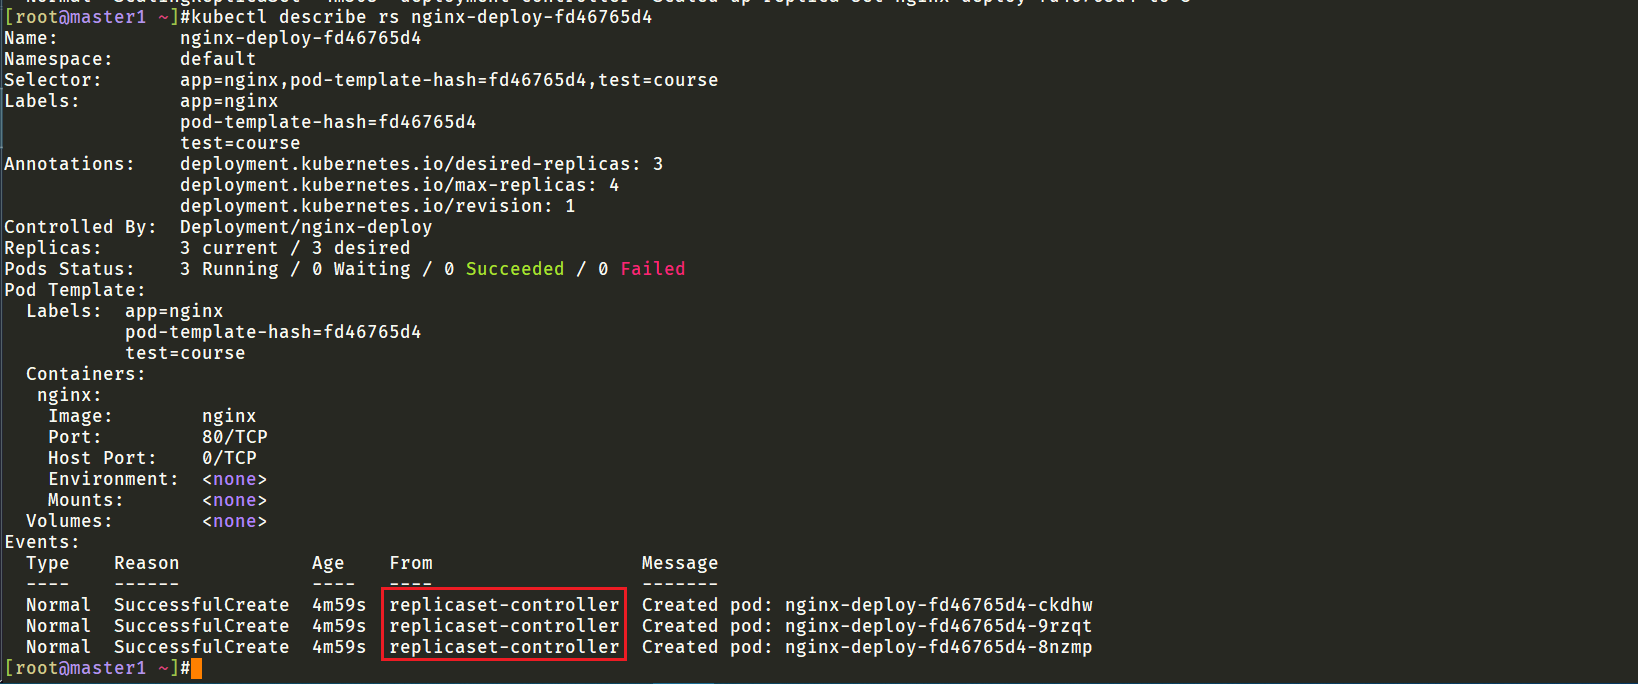 [root@master1 ~]#kubectl describe rs nginx-deploy-fd46765d4
Name:           nginx-deploy-fd46765d4
Namespace:      default
Selector:       app=nginx,pod-template-hash=fd46765d4,test=course
Labels:         app=nginx
                pod-template-hash=fd46765d4
                test=course
Annotations:    deployment.kubernetes.io/desired-replicas: 3
                deployment.kubernetes.io/max-replicas: 4
                deployment.kubernetes.io/revision: 1
Controlled By:  Deployment/nginx-deploy
Replicas:       3 current / 3 desired
Pods Status:    3 Running / 0 Waiting / 0 Succeeded / 0 Failed
Pod Template:
  Labels:  app=nginx
           pod-template-hash=fd46765d4
           test=course
  Containers:
   nginx:
    Image:        nginx
    Port:         80/TCP
    Host Port:    0/TCP
    Environment:  <none>
    Mounts:       <none>
  Volumes:        <none>
Events:
  Type    Reason            Age    From                   Message
  ----    ------            ----   ----                   -------
  Normal  SuccessfulCreate  4m59s  replicaset-controller  Created pod: nginx-deploy-fd46765d4-ckdhw
  Normal  SuccessfulCreate  4m59s  replicaset-controller  Created pod: nginx-deploy-fd46765d4-9rzqt
  Normal  SuccessfulCreate  4m59s  replicaset-controller  Created pod: nginx-deploy-fd46765d4-8nzmp
[root@master1 ~]#